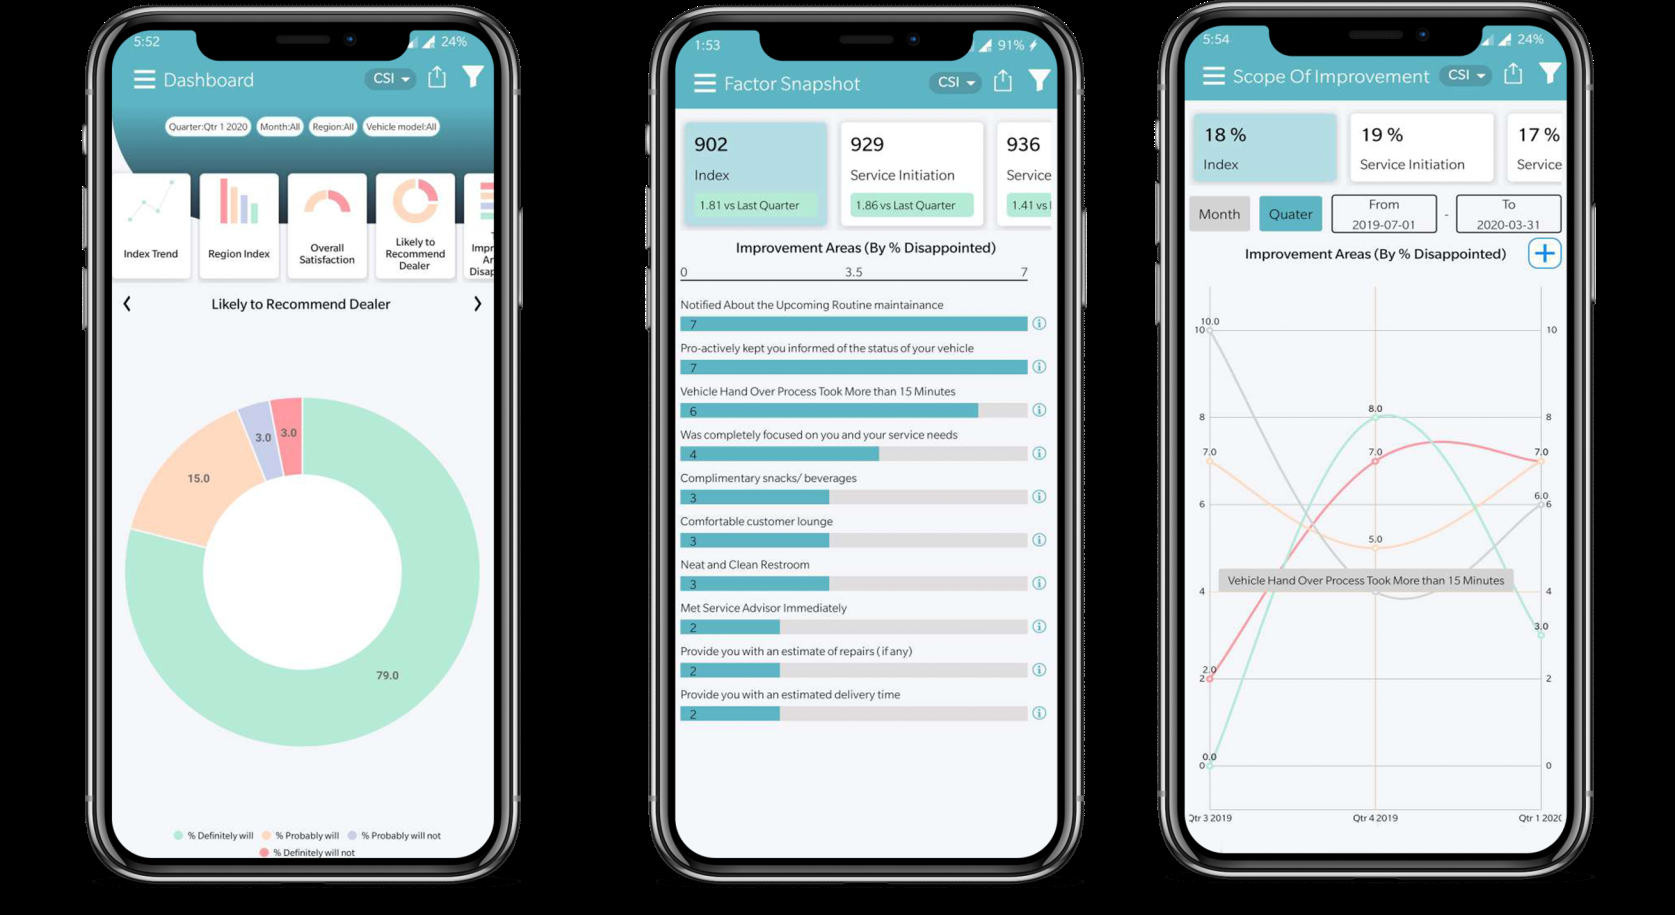 5:52
24%
Dashboard
CSI
Quarter:Qtr 1 2020 Month:All Region:All Vehicle model:All
Index Trend
Region Index
Overall
Satisfaction
Likely to
Recommend
Dealer
Impr
Ar
Disap
Likely to Recommend Dealer
3.0 3.0
15.0
79.0
% Definitely will % Probably will % Probably will not
% Definitely will not
1:53
91%
Factor Snapshot
CSI
902
Index
1.81 vs Last Quarter
929
Service Initiation
1.86 vs Last Quarter
936
Service
1.41 vs
Improvement Areas (By % Disappointed)
0 3.5 7
Notified About the Upcoming Routine maintainance
7
Pro-actively kept you informed of the status of your vehicle
7
Vehicle Hand Over Process Took More than 15 Minutes
6
Was completely focused on you and your service needs
4
Complimentary snacks/ beverages
3
Comfortable customer lounge
3
Neat and Clean Restroom
3
Met Service Advisor Immediately
2
Provide you with an estimate of repairs (if any)
2
Provide you with an estimated delivery time
2
5:54
24%
Scope Of Improvement
CSI
18 %
Index
19 %
Service Initiation
17 %
Service
Month
Quater
From
2019-07-01
-
To
2020-03-31
Improvement Areas (By % Disappointed)
10.0
10 10
8.0
8 8
7.0 7.0 7.0
6.0
6 6
5.0
Vehicle Hand Over Process Took More than 15 Minutes
4 4
3.0
2.0
2 2
0.0
0 0
Qtr 3 2019 Qtr 4 2019 Qtr 1 202